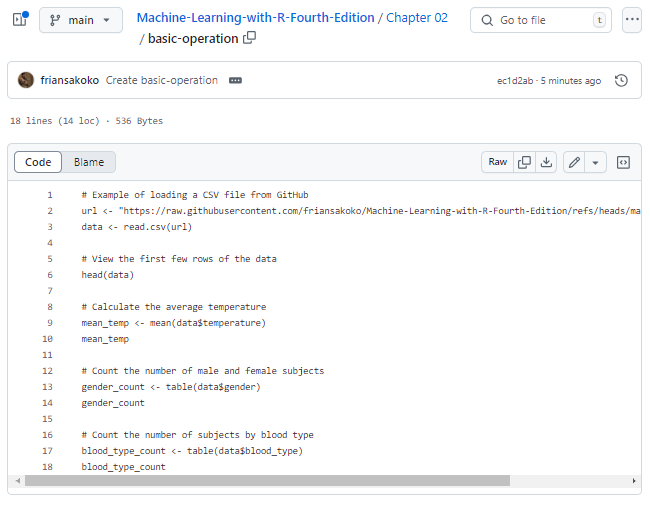 main
Machine-Learning-with-R-Fourth-Edition / Chapter 02
/ basic-operation
Go to file
t
friansakoko Create basic-operation
ec1d2ab · 5 minutes ago
18 lines (14 loc) · 536 Bytes
Code Blame
Raw
1 # Example of loading a CSV file from GitHub
2 url <- "https://raw.githubusercontent.com/friansakoko/Machine-Learning-with-R-Fourth-Edition/refs/heads/ma
3 data <- read.csv(url)
4
5 # View the first few rows of the data
6 head(data)
7
8 # Calculate the average temperature
9 mean_temp <- mean(data$temperature)
10 mean_temp
11
12 # Count the number of male and female subjects
13 gender_count <- table(data$gender)
14 gender_count
15
16 # Count the number of subjects by blood type
17 blood_type_count <- table(data$blood_type)
18 blood_type_count